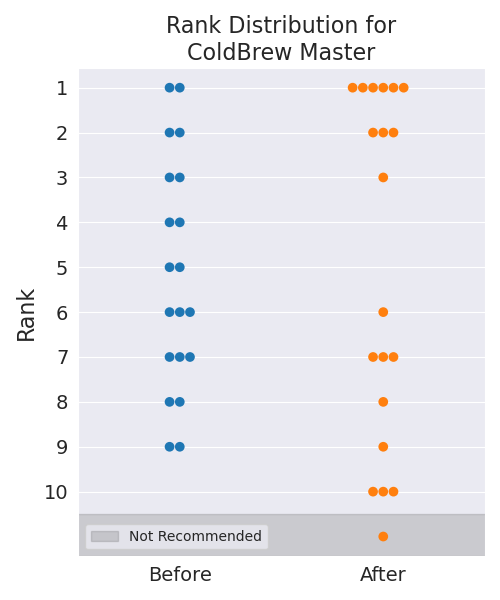 Rank Distribution for
ColdBrew Master
Rank
1
2
3
4
5
6
7
8
9
10
Not Recommended
Before
After